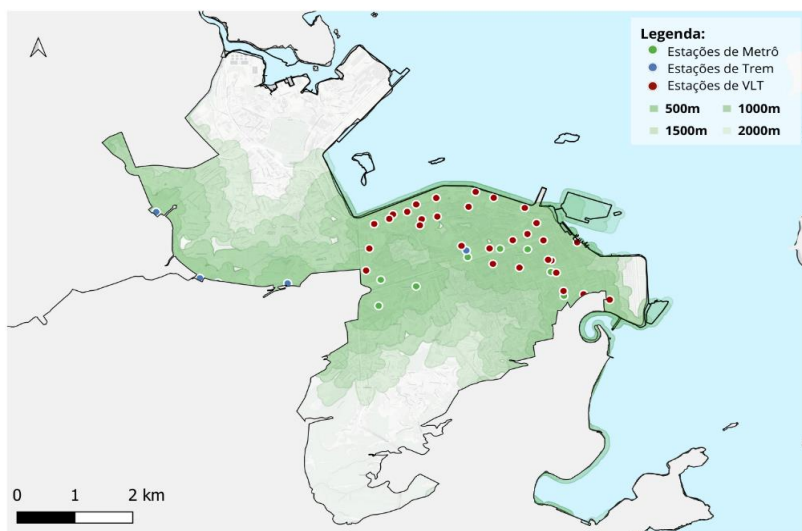 Legenda:
Estações de Metrô
Estações de Trem
Estações de VLT
500m 1000m
1500m 2000m
0 1 2 km